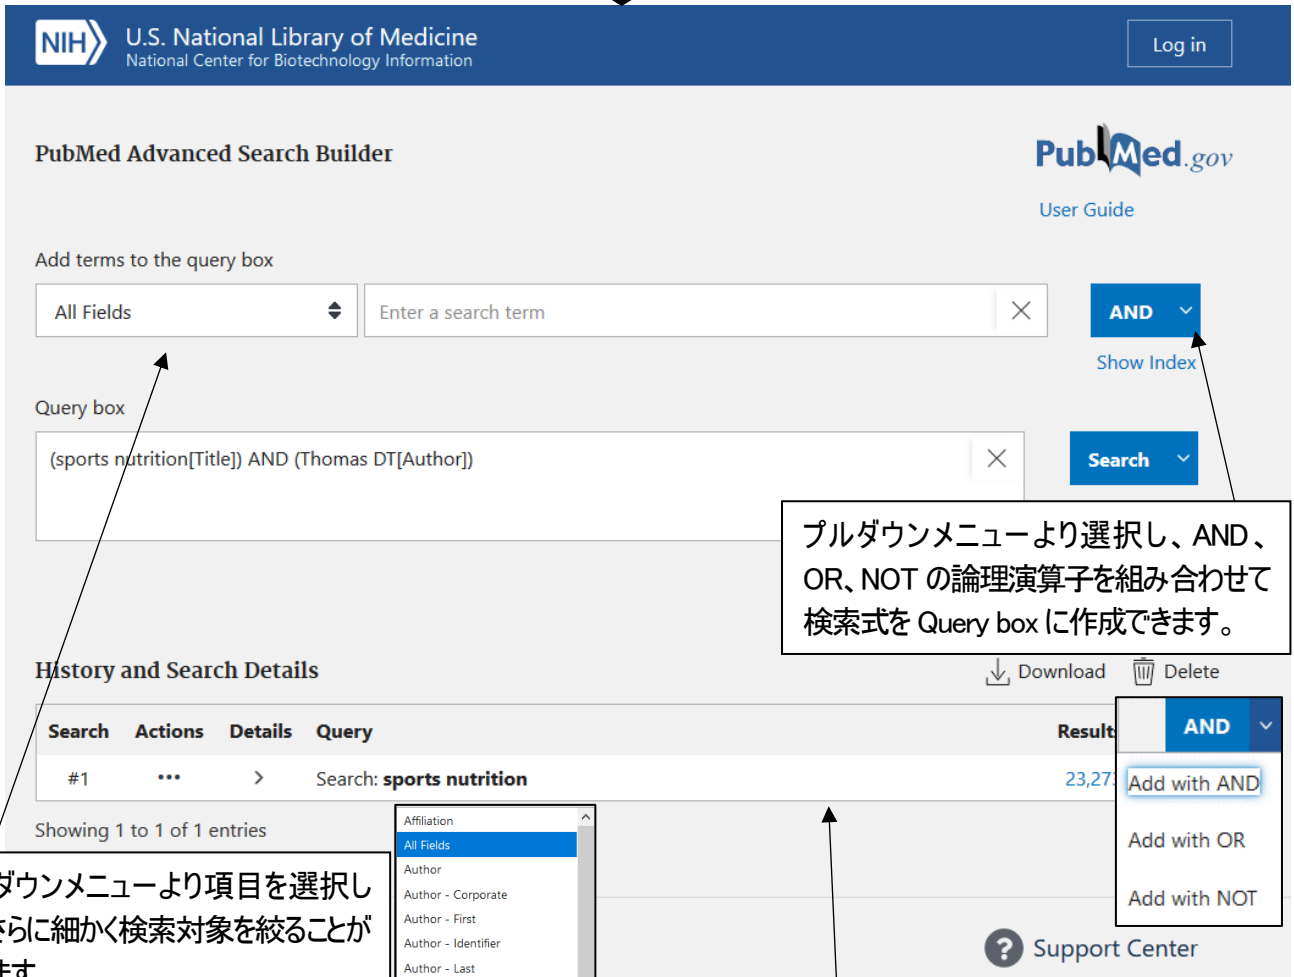 NIH
U.S. National Library of Medicine
National Center for Biotechnology Information
Log in
PubMed Advanced Search Builder
PubMed.gov
User Guide
Add terms to the query box
All Fields
Enter a search term
AND
Show Index
Query box
(sports nutrition[Title]) AND (Thomas DT[Author])
Search
プルダウンメニューより選択し、AND、
OR、NOT の論理演算子を組み合わせて
検索式を Query box に作成できます。
History and Search Details
Download
Delete
Search Actions Details Query Result
#1 Search: sports nutrition 23,27
AND
Add with AND
Add with OR
Add with NOT
Showing 1 to 1 of 1 entries
ダウンメニューより項目を選択し
さらに細かく検索対象を絞ることが
ます
Affiliation
All Fields
Author
Author - Corporate
Author - First
Author - Identifier
Author - Last
Support Center